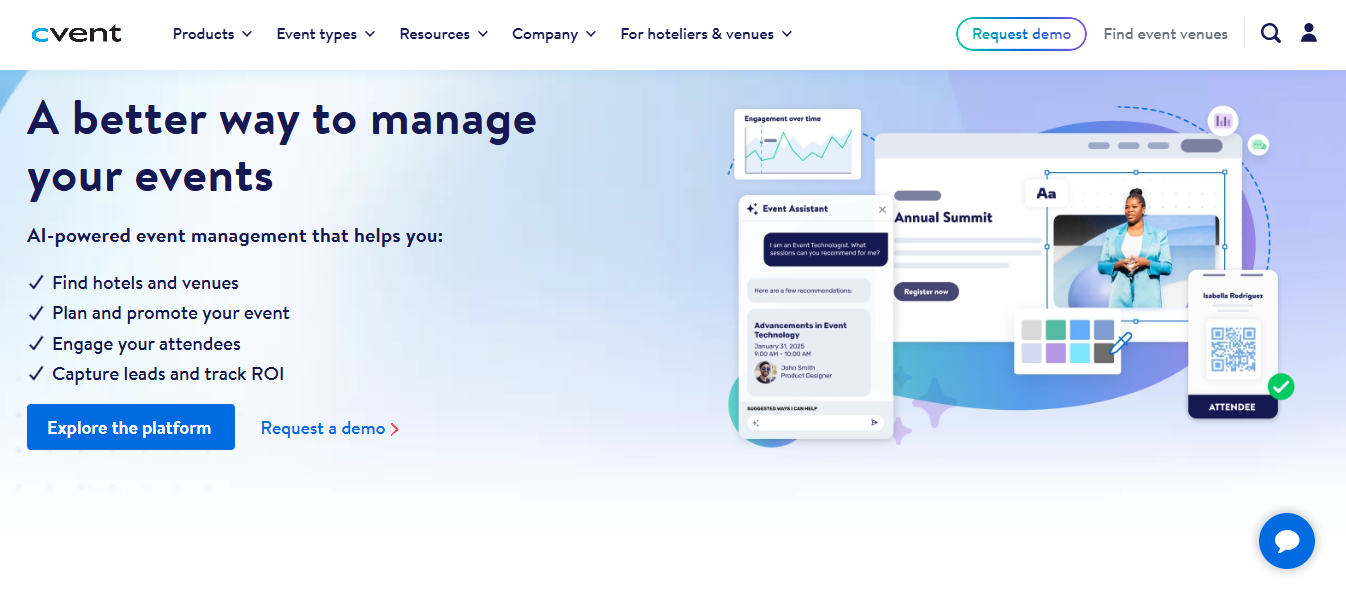 cvent
Products
Event types
Resources
Company
For hoteliers & venues
Request demo
Find event venues
A better way to manage
your events
AI-powered event management that helps you:
Find hotels and venues
Plan and promote your event
Engage your attendees
Capture leads and track ROI
Explore the platform
Request a demo
Engagement over time
Event Assistant
I am an Event Technologist. What
sessions can you recommend for me?
Here are a few recommendations:
Advancements in Event
Technology
January 31, 2025
9:00 AM - 10:00 AM
John Smith
Product Designer
SUGGESTED WAYS I CAN HELP
Annual Summit
Register now
Aa
Isabella Rodriguez
ATTENDEE